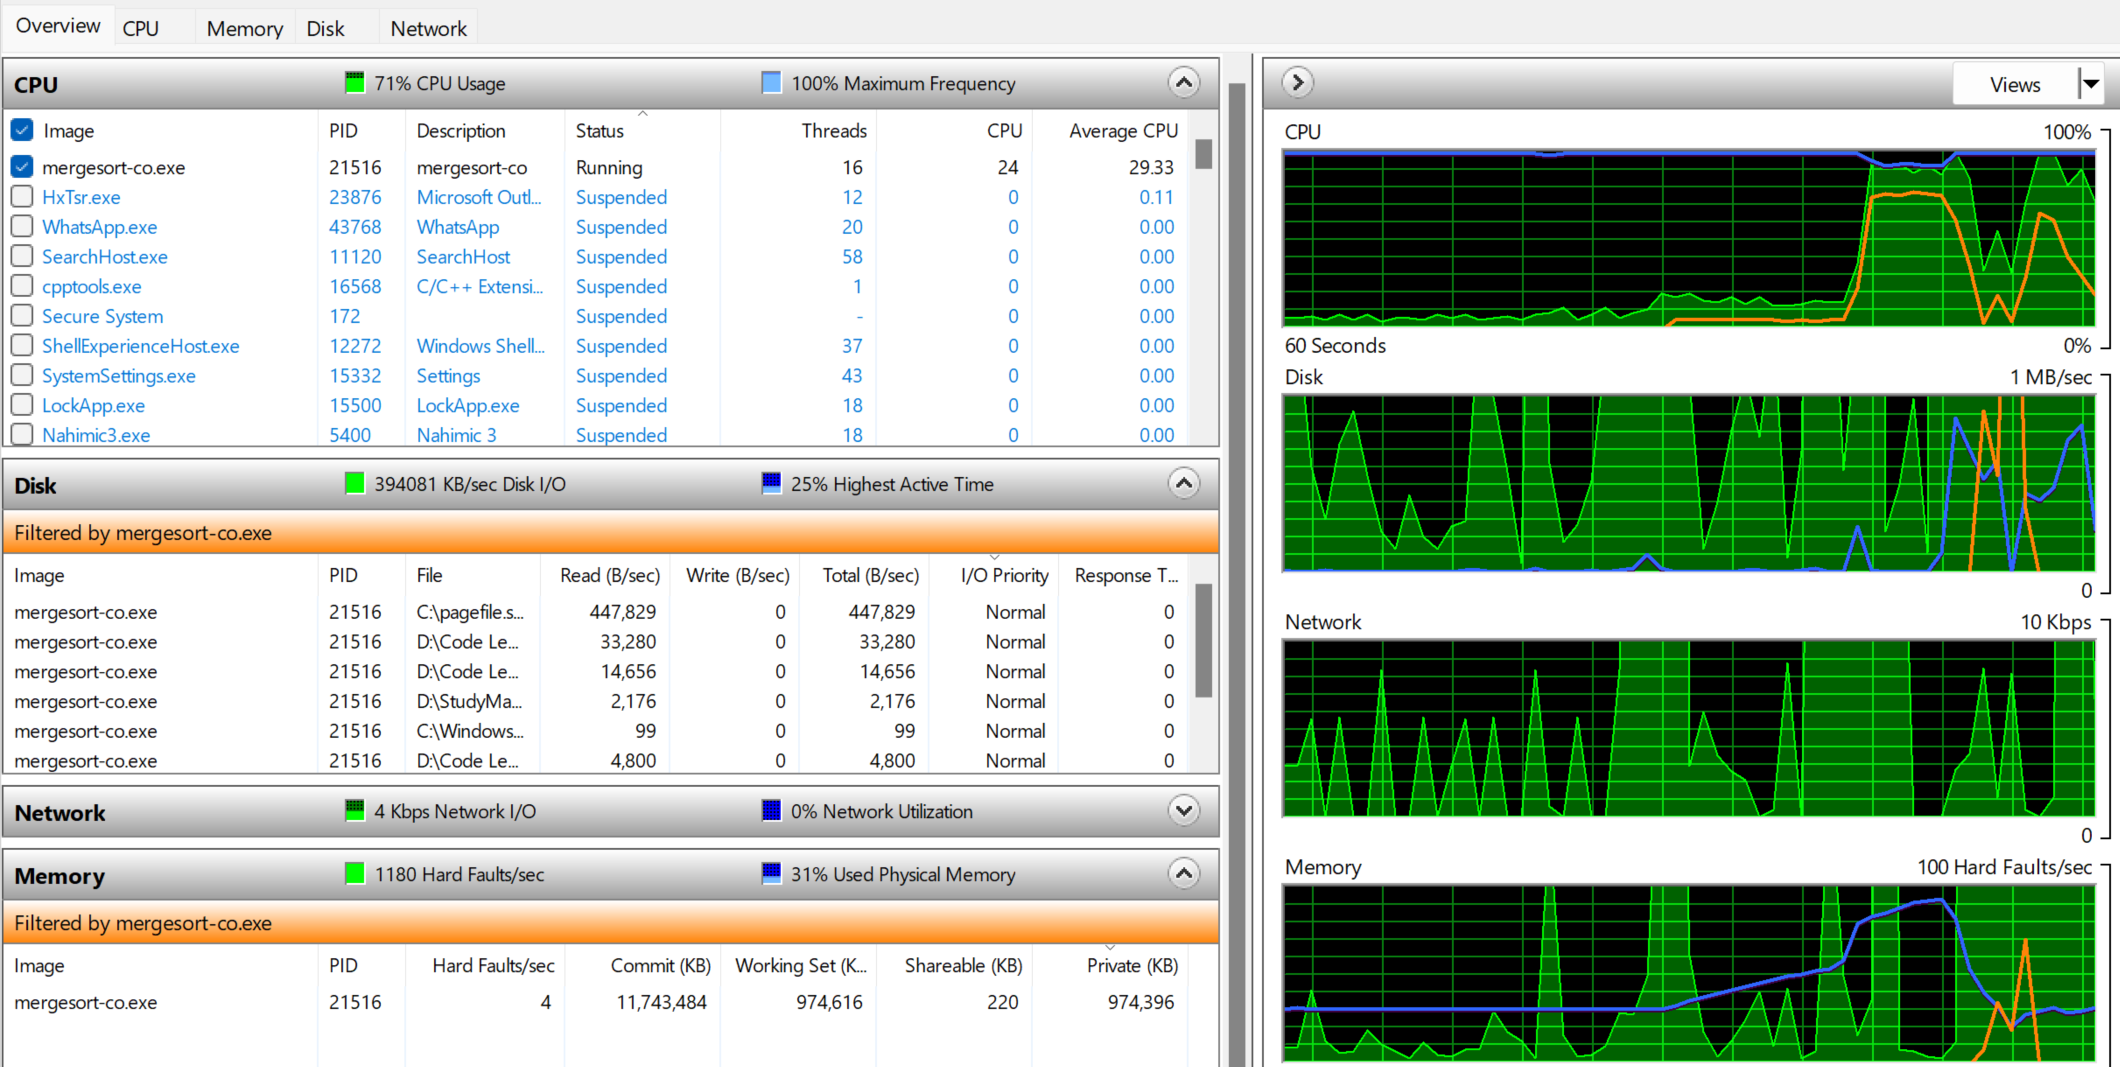 Overview CPU Memory Disk Network
CPU 71% CPU Usage 100% Maximum Frequency
Image PID Description Status Threads CPU Average CPU
mergesort-co.exe 21516 mergesort-co Running 16 24 29.33
HxTsr.exe 23876 Microsoft Outl... Suspended 12 0 0.11
WhatsApp.exe 43768 WhatsApp Suspended 20 0 0.00
SearchHost.exe 11120 SearchHost Suspended 58 0 0.00
cpptools.exe 16568 C/C++ Extensi... Suspended 1 0 0.00
Secure System 172 Suspended - 0 0.00
ShellExperienceHost.exe 12272 Windows Shell... Suspended 37 0 0.00
SystemSettings.exe 15332 Settings Suspended 43 0 0.00
LockApp.exe 15500 LockApp.exe Suspended 18 0 0.00
Nahimic3.exe 5400 Nahimic 3 Suspended 18 0 0.00
Disk 394081 KB/sec Disk I/O 25% Highest Active Time
Filtered by mergesort-co.exe
Image PID File Read (B/sec) Write (B/sec) Total (B/sec) I/O Priority Response T...
mergesort-co.exe 21516 C:\pagefile.s... 447,829 0 447,829 Normal 0
mergesort-co.exe 21516 D:\Code Le... 33,280 0 33,280 Normal 0
mergesort-co.exe 21516 D:\Code Le... 14,656 0 14,656 Normal 0
mergesort-co.exe 21516 D:\StudyMa... 2,176 0 2,176 Normal 0
mergesort-co.exe 21516 C:\Windows... 99 0 99 Normal 0
mergesort-co.exe 21516 D:\Code Le... 4,800 0 4,800 Normal 0
Network 4 Kbps Network I/O 0% Network Utilization
Memory 1180 Hard Faults/sec 31% Used Physical Memory
Filtered by mergesort-co.exe
Image PID Hard Faults/sec Commit (KB) Working Set (K... Shareable (KB) Private (KB)
mergesort-co.exe 21516 4 11,743,484 974,616 220 974,396
Views
CPU 100%
60 Seconds 0%
Disk 1 MB/sec
0
Network 10 Kbps
0
Memory 100 Hard Faults/sec